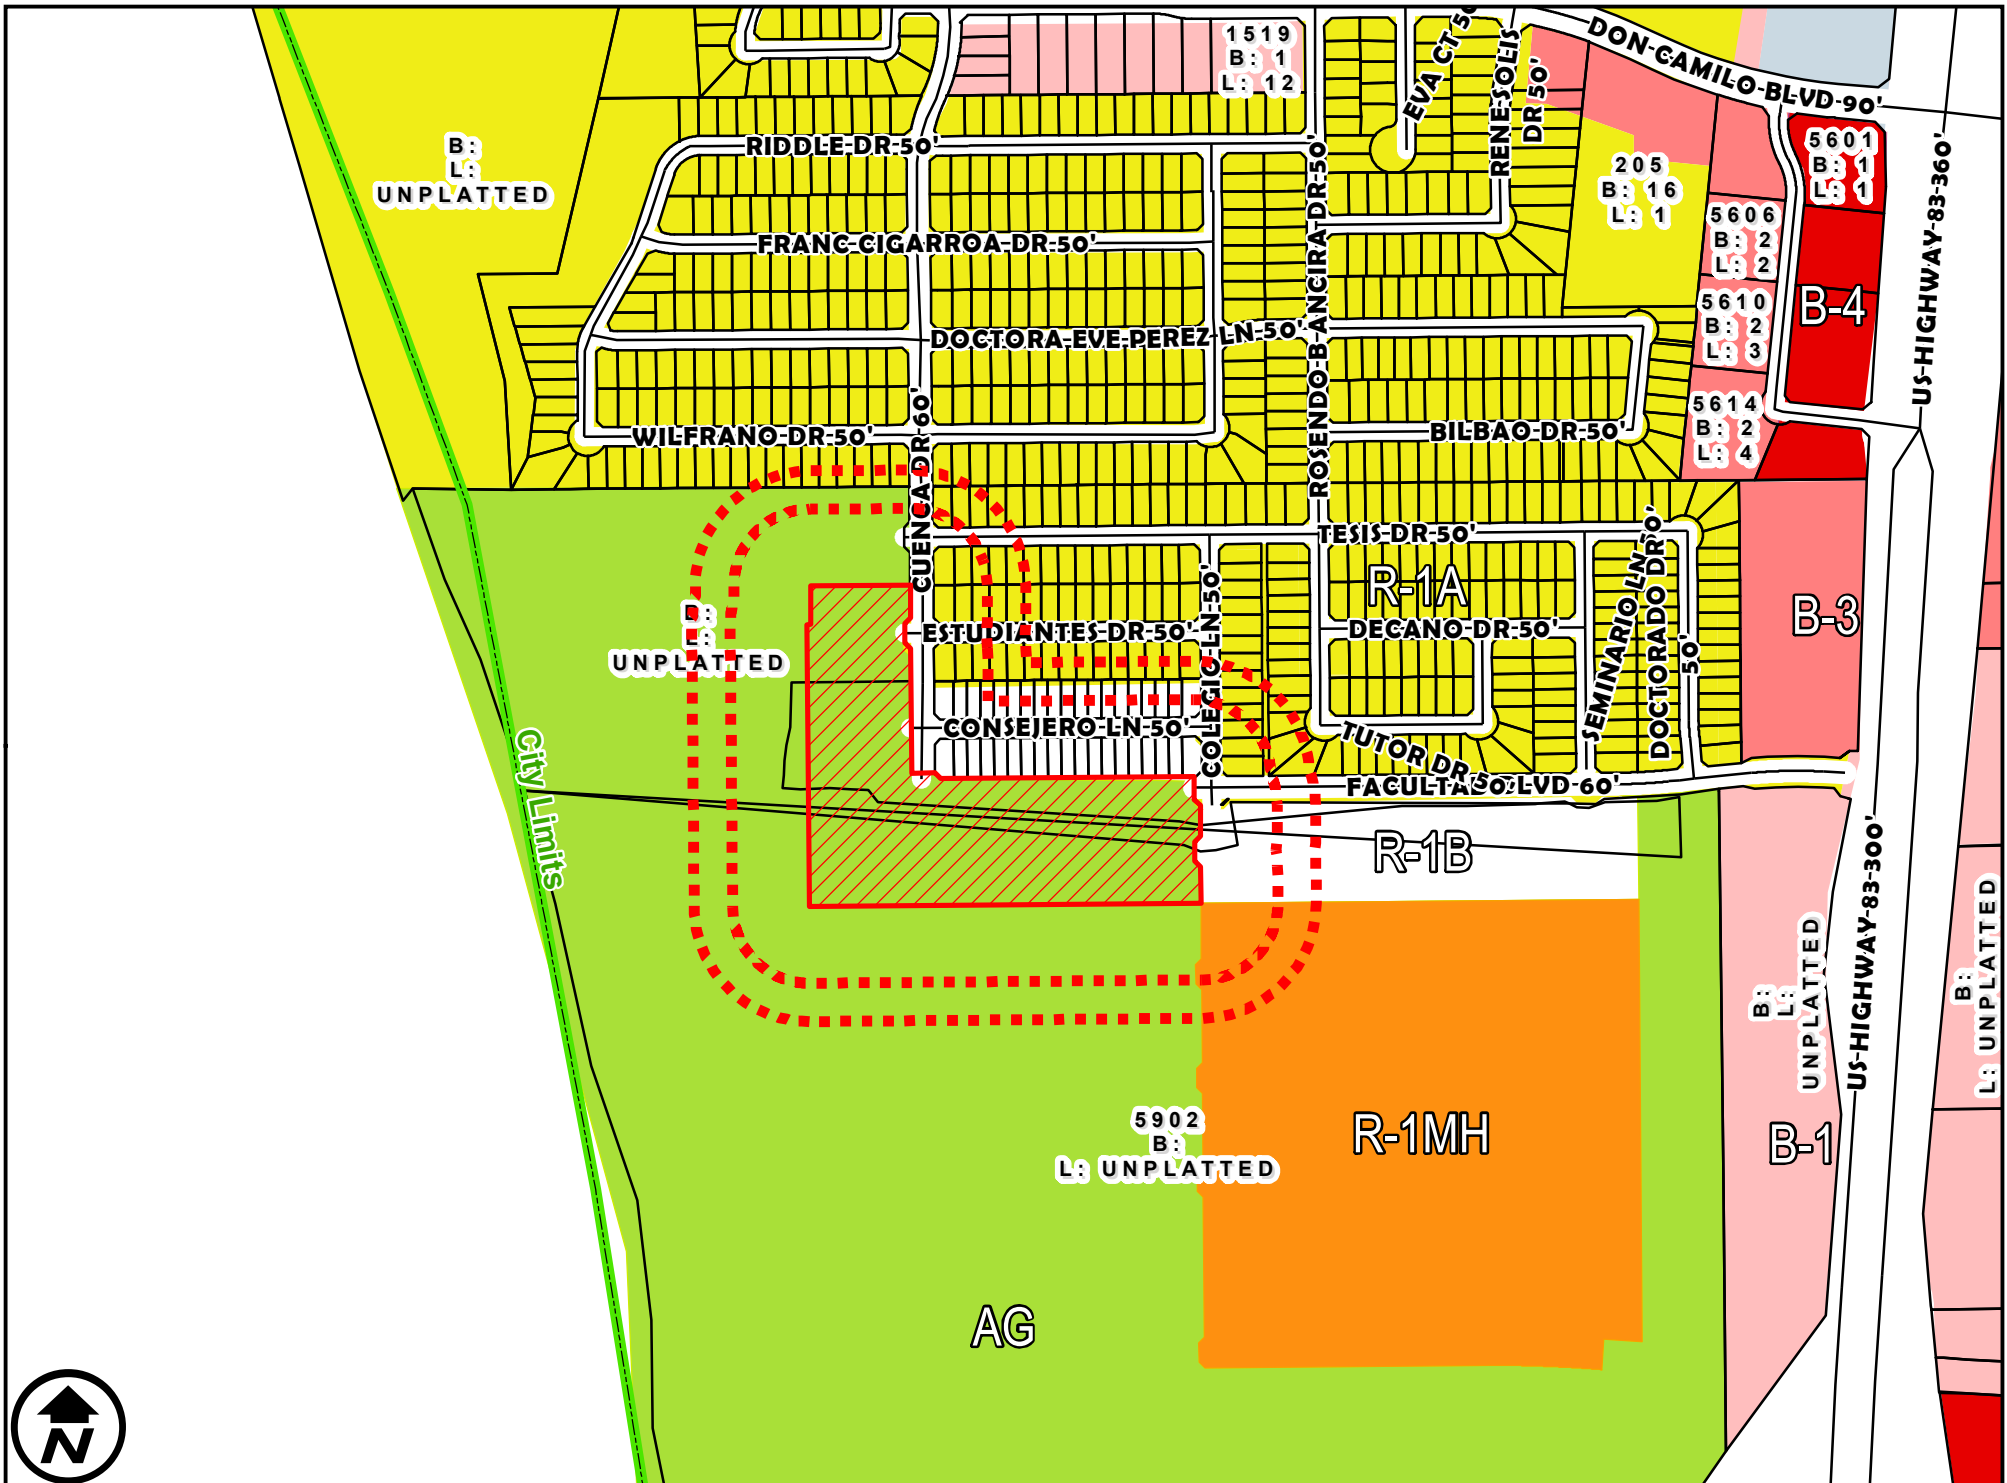 1519
B: 1
L: 12
EVA CT 50
RENE SOLIS
DR 50'
DON CAMILO BLVD 90'
B:
L:
UNPLATTED
RIDDLE DR 50'
205
B: 16
L: 1
5601
B: 1
L: 1
5606
B: 2
L: 2
FRANC CIGARROA DR 50'
ROSENDO B ANCIRA DR 50'
US HIGHWAY 83 360'
5610
B: 2
L: 3
B-4
DOCTORA EVE PEREZ LN 50'
5614
B: 2
L: 4
WILFRANO DR 50'
CUENCA DR 60'
BILBAO DR 50'
TESIS DR 50'
R-1A
B-3
B:
L:
UNPLATTED
ESTUDIANTES DR 50'
COLEGIO LN 50'
DECANO DR 50'
SEMINARIO LN 50'
DOCTORADO DR
50'
CONSEJERO LN 50'
TUTOR DR 50'
FACULTAD BLVD 60'
City Limits
R-1B
US HIGHWAY 83 300'
B:
L:
UNPLATTED
B:
L: UNPLATTED
5902
B:
L: UNPLATTED
R-1MH
B-1
AG
N